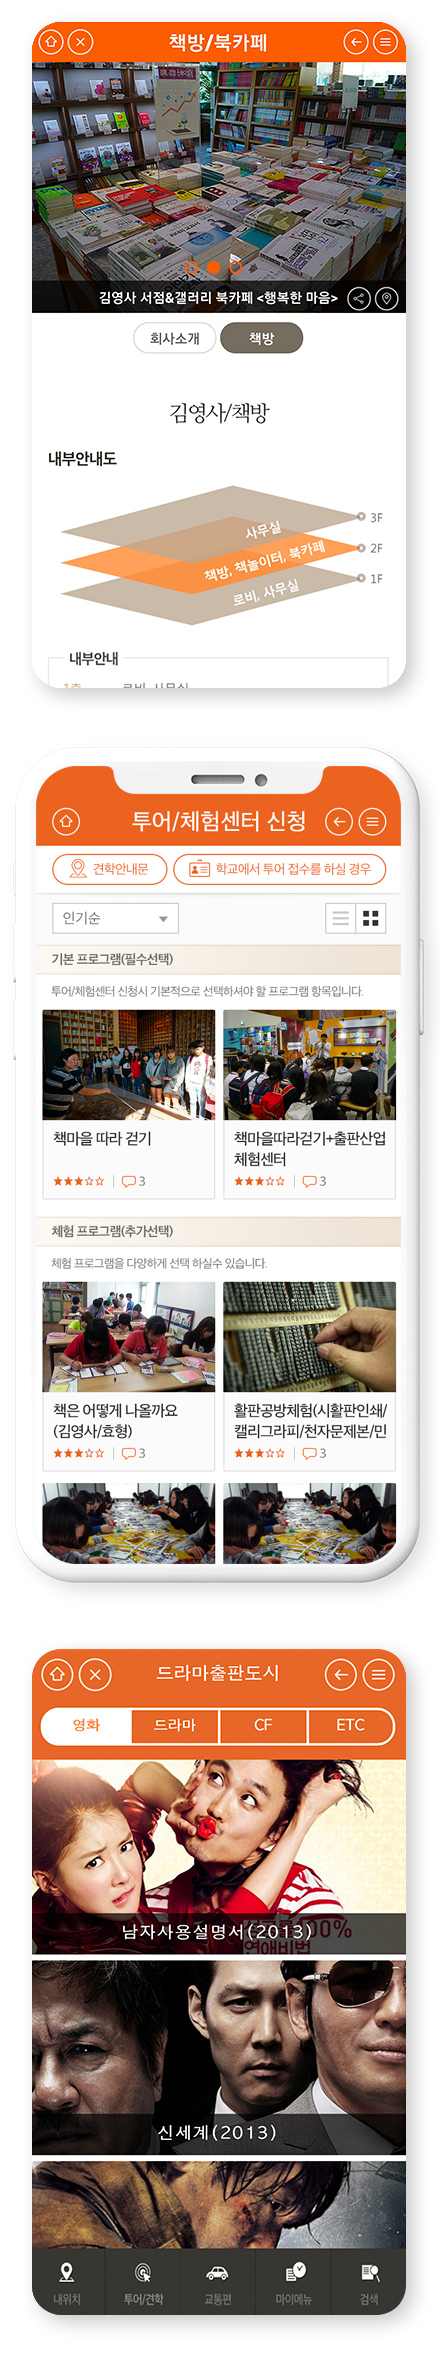 책방/북카페
김영사 서점&갤러리 북카페 <행복한 마음>
회사소개
책방
김영사/책방
내부안내도
사무실
3F
책방, 책놀이터, 북카페
2F
로비, 사무실
1F
내부안내
1층 로비, 사무실
투어/체험센터 신청
견학안내문
학교에서 투어 접수를 하실 경우
인기순
기본 프로그램(필수선택)
투어/체험센터 신청시 기본적으로 선택하셔야 할 프로그램 항목입니다.
책마을 따라 걷기
★★★☆☆ 3
책마을따라걷기+출판산업
체험센터
★★★☆☆ 3
체험 프로그램(추가선택)
체험 프로그램을 다양하게 선택 하실수 있습니다.
책은 어떻게 나올까요
(김영사/효형)
★★★☆☆ 3
활판공방체험(시활판인쇄/
캘리그라피/천자문제본/민
★★★☆☆ 3
드라마출판도시
영화
드라마
CF
ETC
남자사용설명서(2013)
신세계(2013)
내위치
투어/견학
교통편
마이메뉴
검색